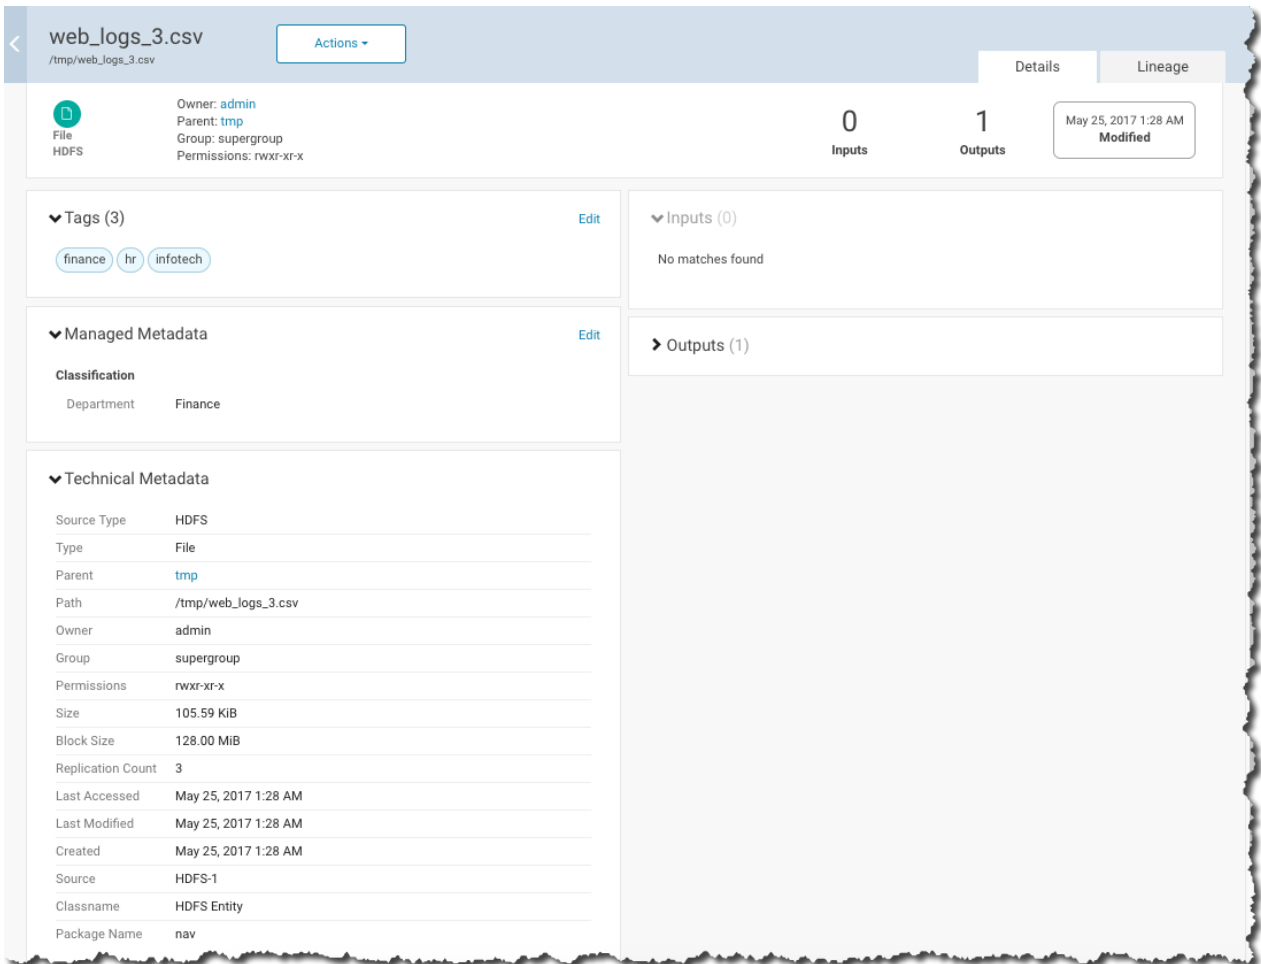 web_logs_3.csv
/tmp/web_logs_3.csv
Actions
Details
Lineage
File
HDFS
Owner: admin
Parent: tmp
Group: supergroup
Permissions: rwxr-xr-x
0
Inputs
1
Outputs
May 25, 2017 1:28 AM
Modified
Tags (3)
Edit
finance hr infotech
Managed Metadata
Edit
Classification
Department Finance
Technical Metadata
Source Type HDFS
Type File
Parent tmp
Path /tmp/web_logs_3.csv
Owner admin
Group supergroup
Permissions rwxr-xr-x
Size 105.59 KiB
Block Size 128.00 MiB
Replication Count 3
Last Accessed May 25, 2017 1:28 AM
Last Modified May 25, 2017 1:28 AM
Created May 25, 2017 1:28 AM
Source HDFS-1
Classname HDFS Entity
Package Name nav
Inputs (0)
No matches found
Outputs (1)